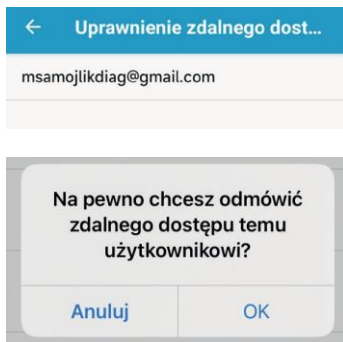 ← Uprawnienie zdalnego dost...
msamojlikdiag@gmail.com
Na pewno chcesz odmówić
zdalnego dostępu temu
użytkownikowi?
Anuluj OK